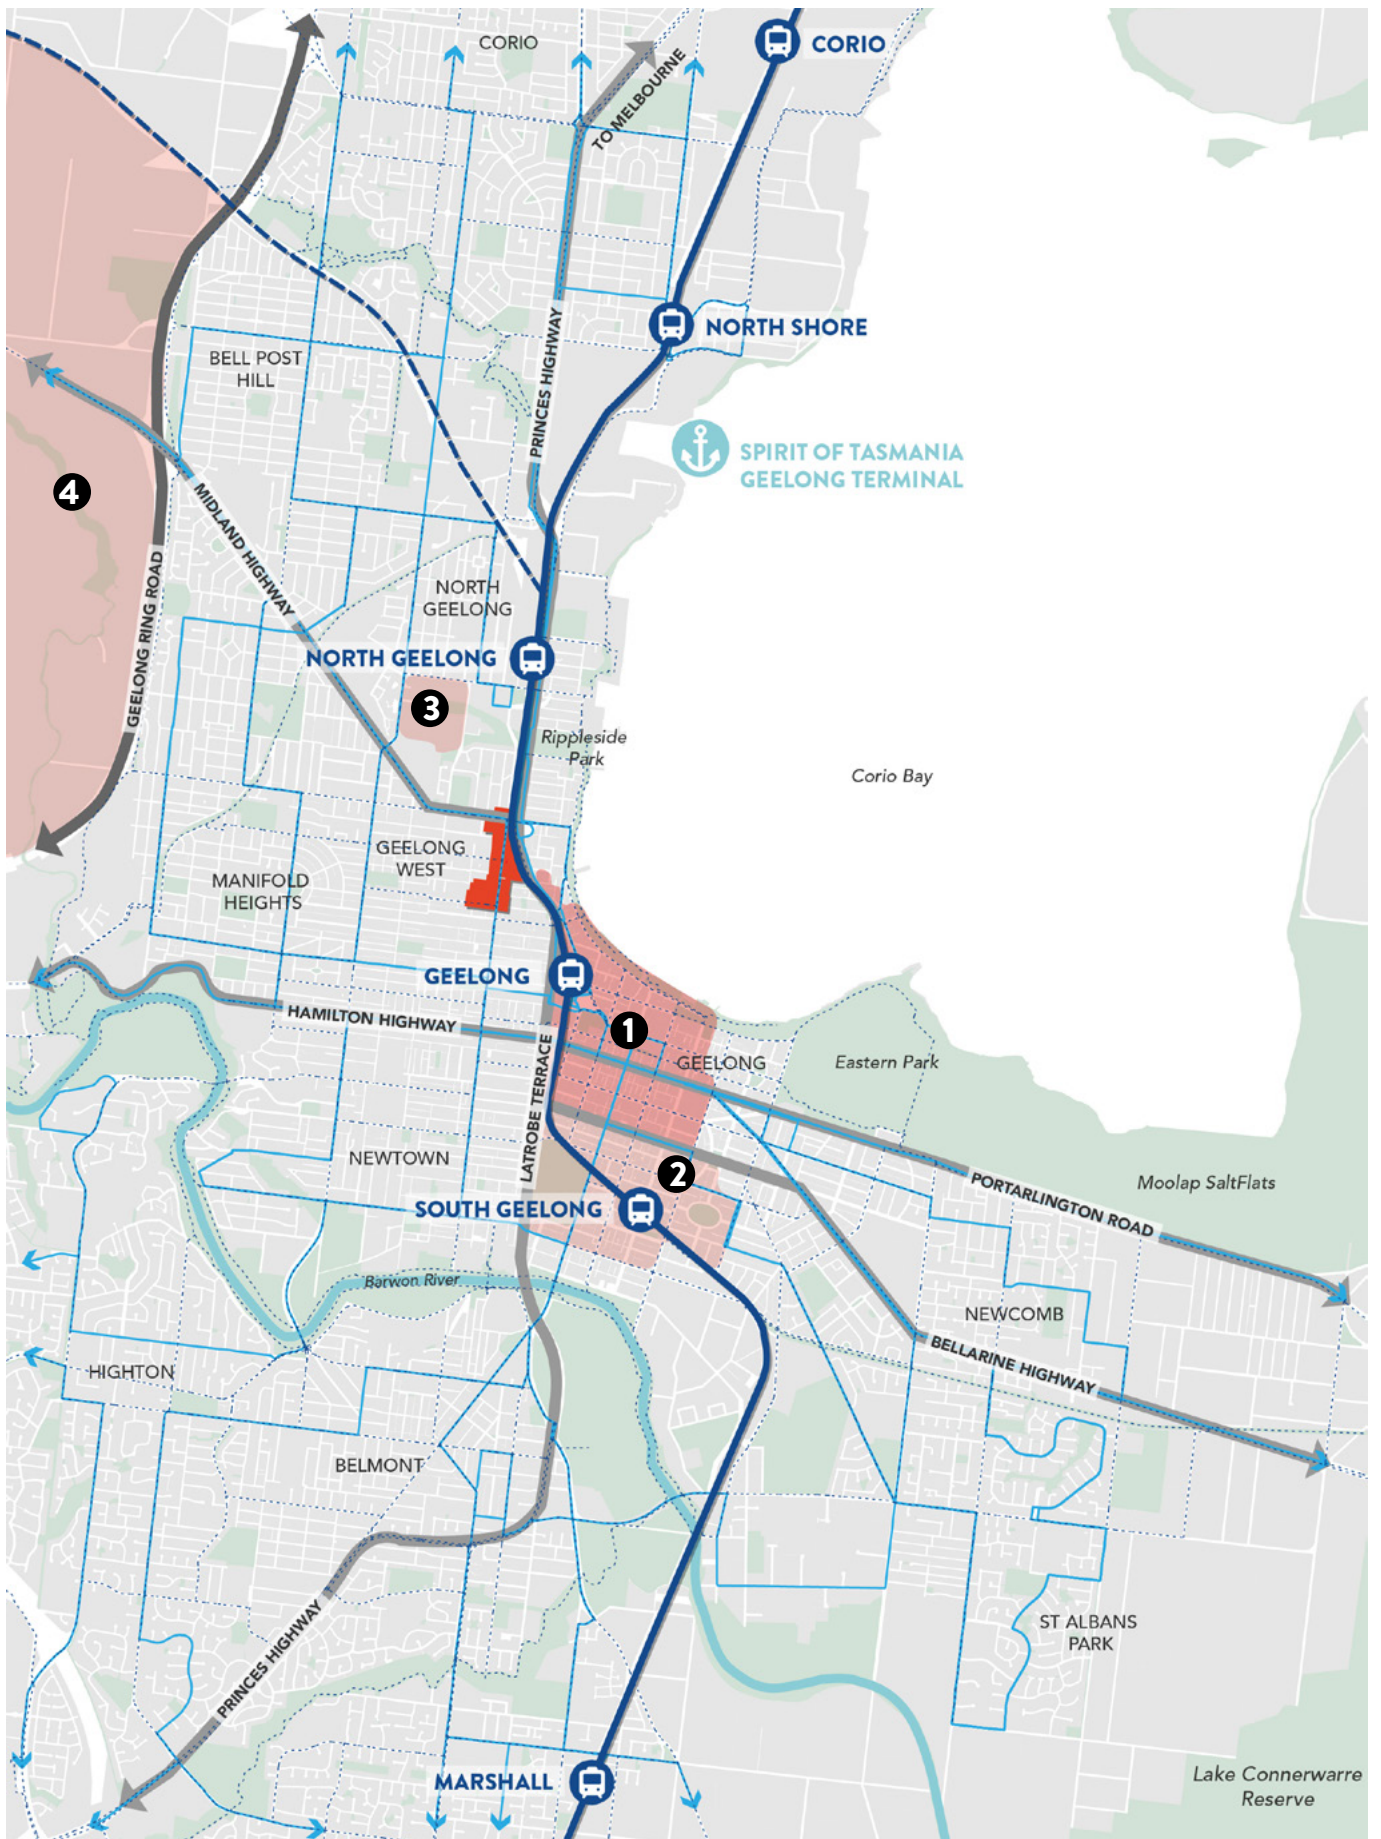 CORIO
CORIO
TO MELBOURNE
NORTH SHORE
PRINCES HIGHWAY
BELL POST
HILL
SPIRIT OF TASMANIA
GEELONG TERMINAL
4
MIDLAND HIGHWAY
GEELONG RING ROAD
NORTH
GEELONG
NORTH GEELONG
3
Rippleside
Park
Corio Bay
GEELONG
WEST
MANIFOLD
HEIGHTS
GEELONG
HAMILTON HIGHWAY
1
GEELONG
Eastern Park
LATROBE TERRACE
NEWTOWN
2
Moolap SaltFlats
PORTARLINGTON ROAD
SOUTH GEELONG
Barwon River
NEWCOMB
HIGHTON
BELLARINE HIGHWAY
BELMONT
PRINCES HIGHWAY
ST ALBANS
PARK
MARSHALL
Lake Connerwarre
Reserve